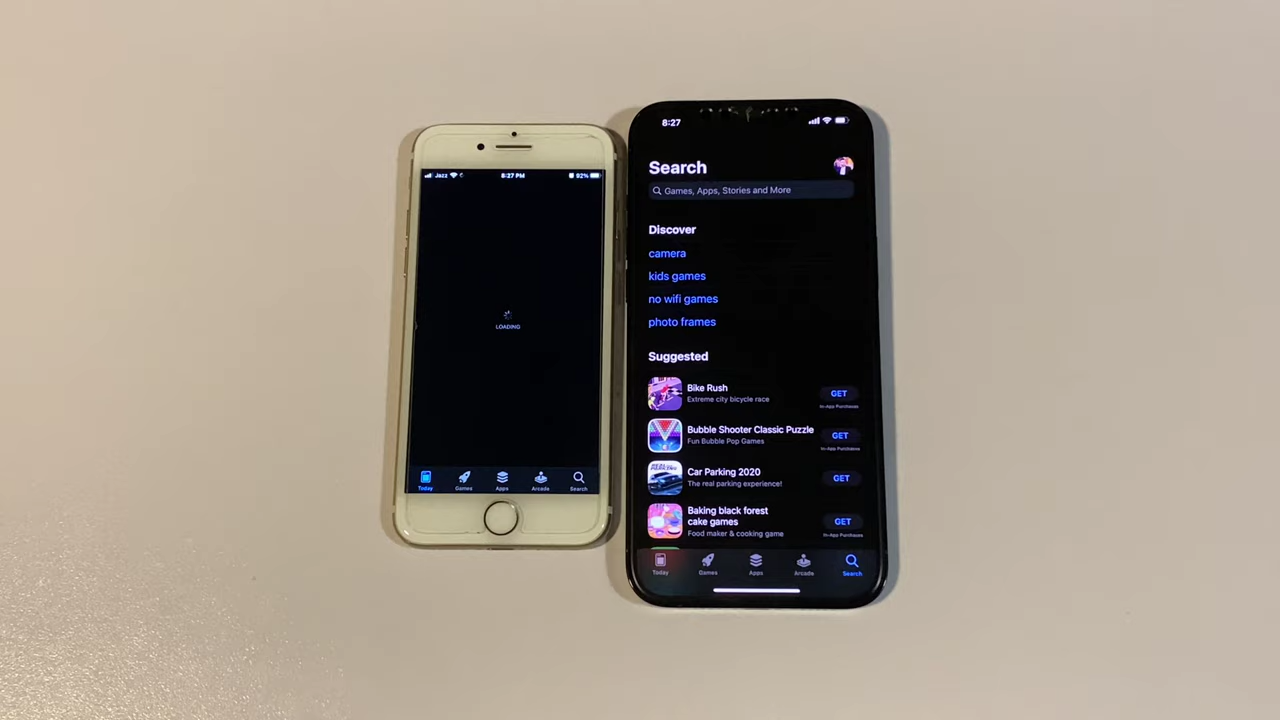 Jazz
8:27 PM
92%
LOADING
Today
Games
Apps
Arcade
Search
8:27
Search
Games, Apps, Stories and More
Discover
camera
kids games
no wifi games
photo frames
Suggested
Bike Rush
Extreme city bicycle race
GET
In-App Purchases
Bubble Shooter Classic Puzzle
Fun Bubble Pop Games
GET
In-App Purchases
Car Parking 2020
The real parking experience!
GET
Baking black forest
cake games
Food maker & cooking game
GET
In-App Purchases
Today
Games
Apps
Arcade
Search